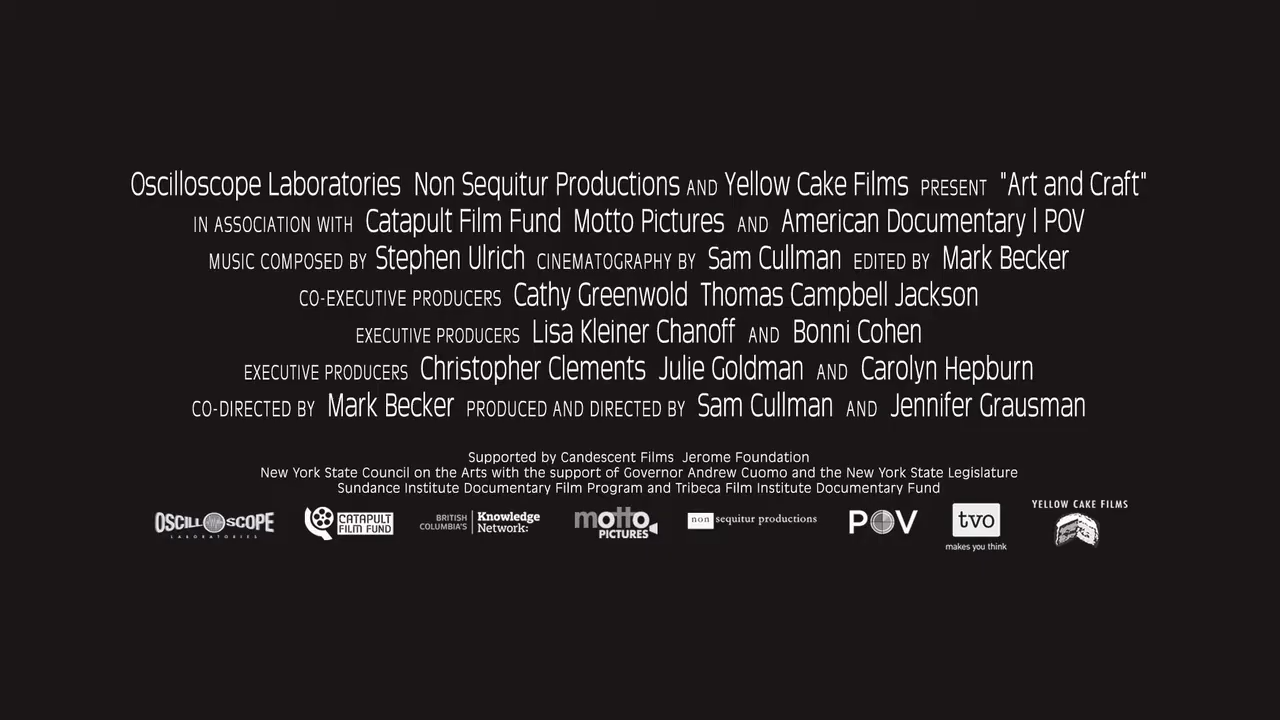 Oscilloscope Laboratories Non Sequitur Productions AND Yellow Cake Films PRESENT "Art and Craft"
IN ASSOCIATION WITH Catapult Film Fund Motto Pictures AND American Documentary | POV
MUSIC COMPOSED BY Stephen Ulrich CINEMATOGRAPHY BY Sam Cullman EDITED BY Mark Becker
CO-EXECUTIVE PRODUCERS Cathy Greenwold Thomas Campbell Jackson
EXECUTIVE PRODUCERS Lisa Kleiner Chanoff AND Bonni Cohen
EXECUTIVE PRODUCERS Christopher Clements Julie Goldman AND Carolyn Hepburn
CO-DIRECTED BY Mark Becker PRODUCED AND DIRECTED BY Sam Cullman AND Jennifer Grausman
Supported by Candescent Films Jerome Foundation
New York State Council on the Arts with the support of Governor Andrew Cuomo and the New York State Legislature
Sundance Institute Documentary Film Program and Tribeca Film Institute Documentary Fund
OSCILLOSCOPE
LABORATORIES
CATAPULT
FILM FUND
BRITISH
COLUMBIA'S
Knowledge
Network:
motto
PICTURES
non sequitur productions
POV
tvo
makes you think
YELLOW CAKE FILMS